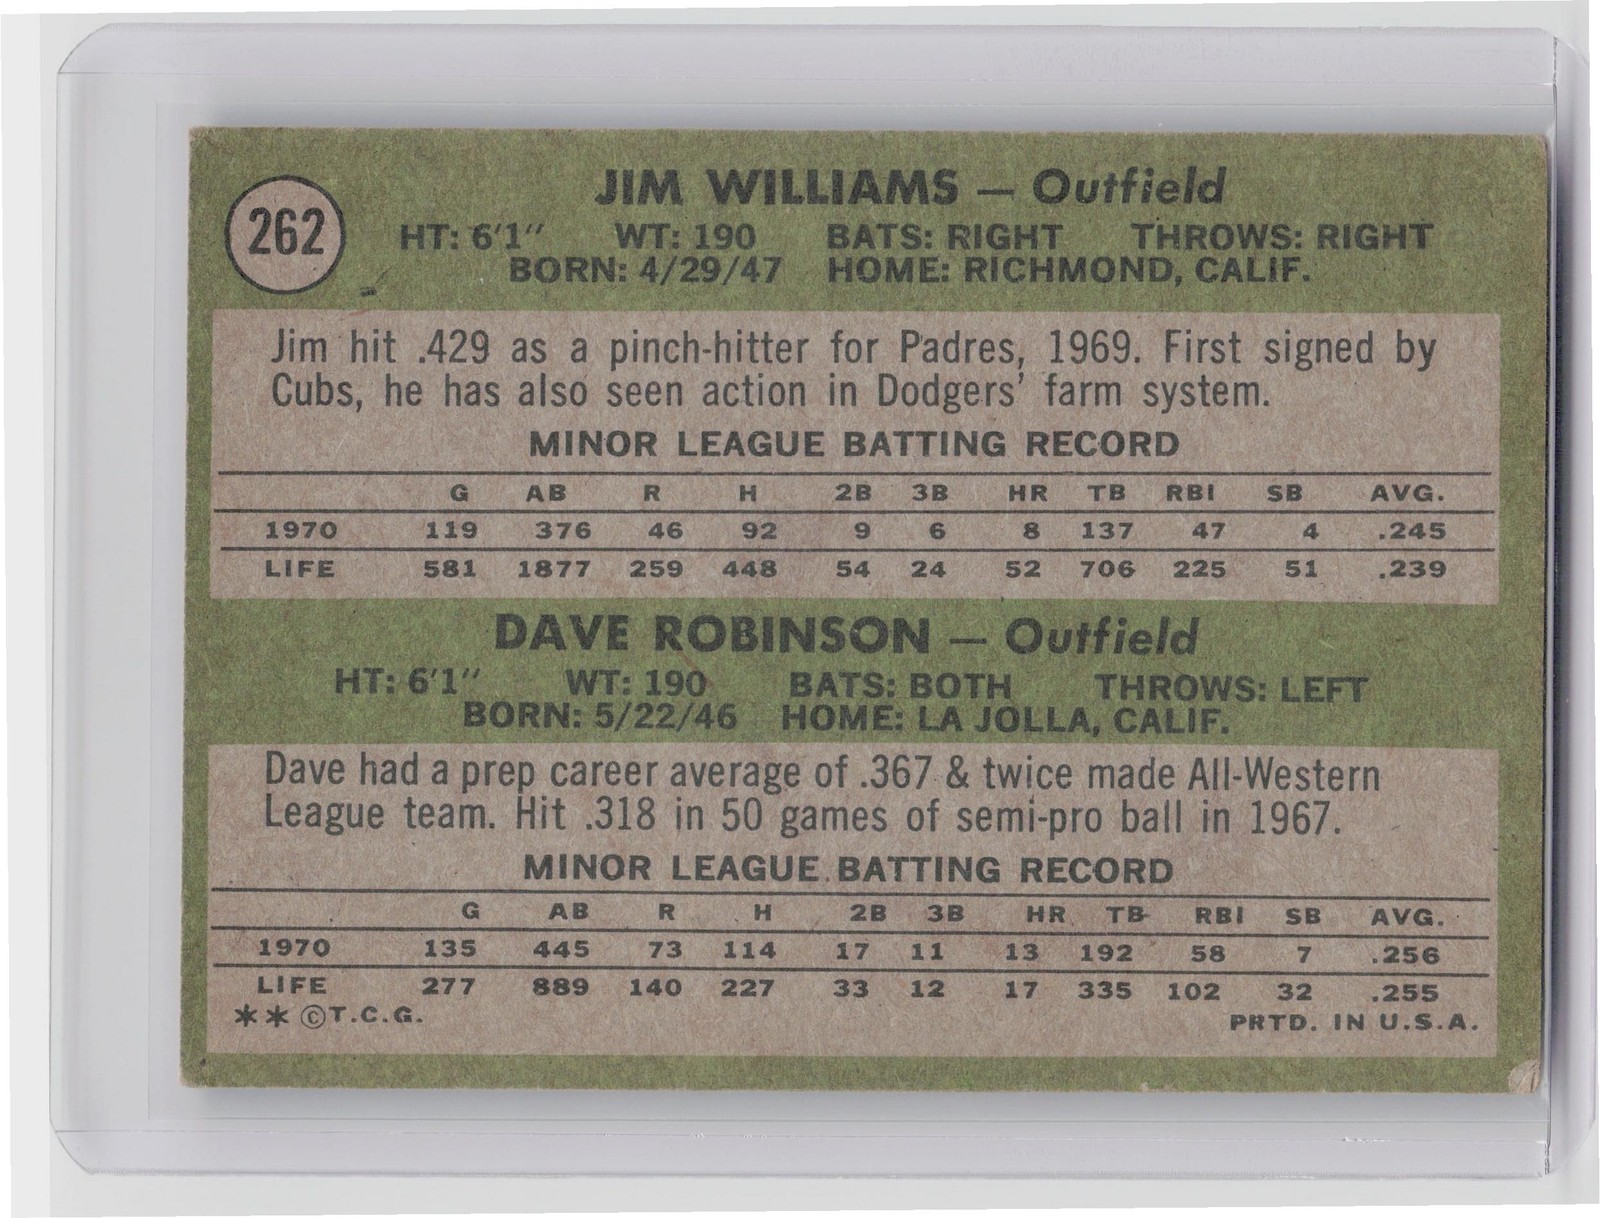 262
JIM WILLIAMS — Outfield
HT: 6'1" WT: 190 BATS: RIGHT THROWS: RIGHT
BORN: 4/29/47 HOME: RICHMOND, CALIF.
Jim hit .429 as a pinch-hitter for Padres, 1969. First signed by
Cubs, he has also seen action in Dodgers' farm system.
MINOR LEAGUE BATTING RECORD
G AB R H 2B 3B HR TB RBI SB AVG.
1970 119 376 46 92 9 6 8 137 47 4 .245
LIFE 581 1877 259 448 54 24 52 706 225 51 .239
DAVE ROBINSON — Outfield
HT: 6'1" WT: 190 BATS: BOTH THROWS: LEFT
BORN: 5/22/46 HOME: LA JOLLA, CALIF.
Dave had a prep career average of .367 & twice made All-Western
League team. Hit .318 in 50 games of semi-pro ball in 1967.
MINOR LEAGUE BATTING RECORD
G AB R H 2B 3B HR TB RBI SB AVG.
1970 135 445 73 114 17 11 13 192 58 7 .256
LIFE 277 889 140 227 33 12 17 335 102 32 .255
** ©T.C.G. PRTD. IN U.S.A.